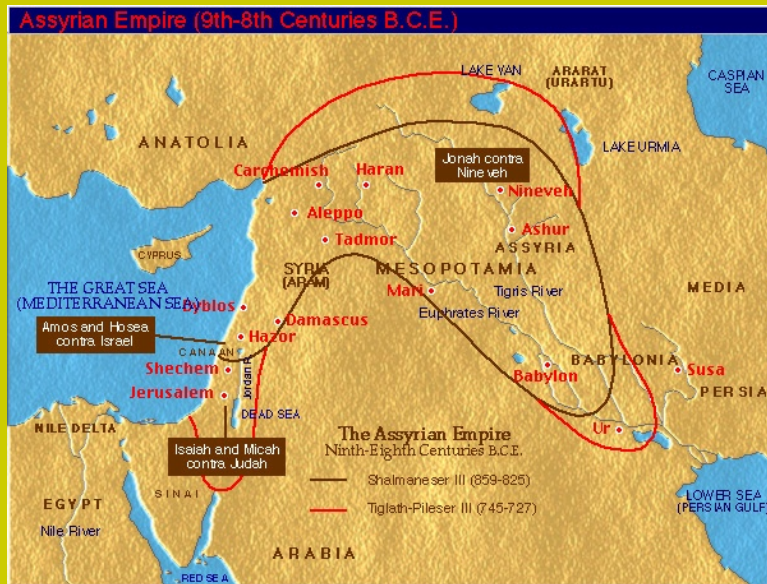 Assyrian Empire (9th-8th Centuries B.C.E.)
LAKE VAN
ARARAT
(URARTU)
CASPIAN
SEA
ANATOLIA
LAKE URMIA
Jonah contra
Nineveh
Carchemish
Haran
Nineveh
Aleppo
Ashur
ASSYRIA
Tadmor
CYPRUS
SYRIA
(ARAM)
MESOPOTAMIA
THE GREAT SEA
(MEDITERRANEAN SEA)
Mari
Tigris River
MEDIA
Byblos
Euphrates River
Damascus
Amos and Hosea
contra Israel
Hazor
CANAAN
BABYLONIA
Shechem
Jordan R.
Babylon
Susa
Jerusalem
PERSIA
DEAD SEA
NILE DELTA
Ur
Isaiah and Micah
contra Judah
The Assyrian Empire
Ninth-Eighth Centuries B.C.E.
Shalmaneser III (859-825)
SINAI
EGYPT
LOWER SEA
(PERSIAN GULF)
Tiglath-Pileser III (745-727)
Nile River
ARABIA
RED SEA